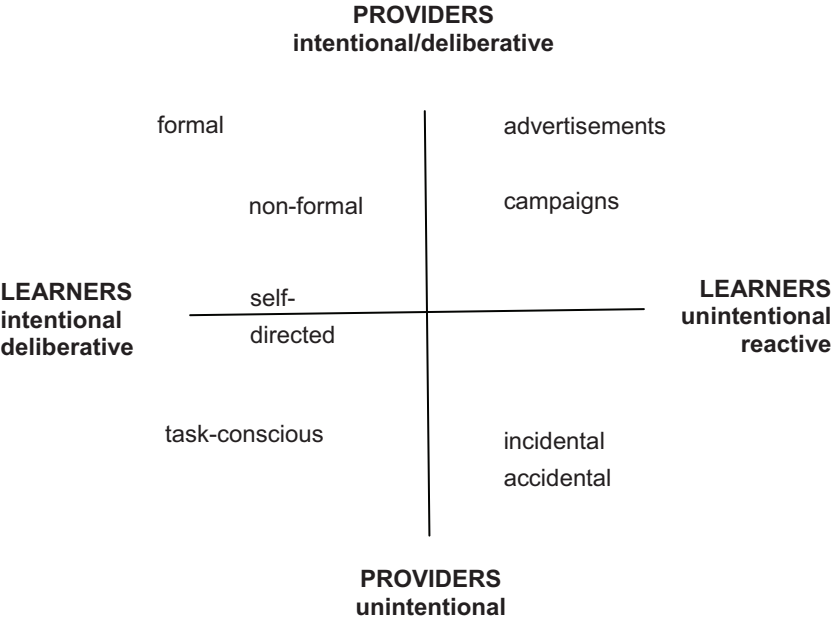 PROVIDERS
intentional/deliberative
formal
advertisements
non-formal
campaigns
LEARNERS
intentional
deliberative
self-
directed
LEARNERS
unintentional
reactive
task-conscious
incidental
accidental
PROVIDERS
unintentional